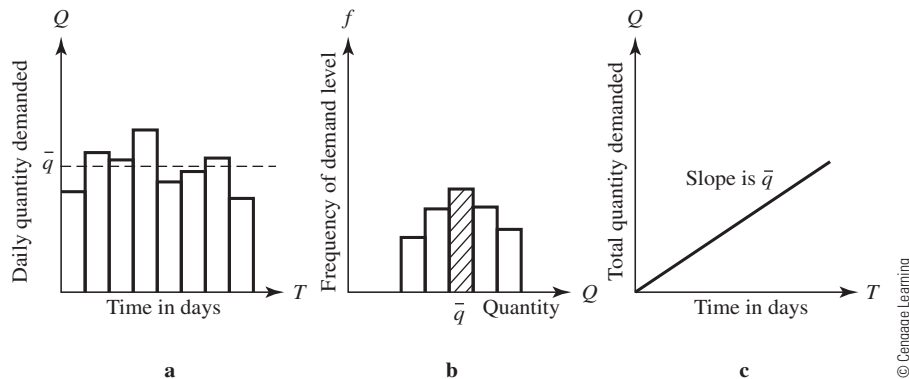 Q
Daily quantity demanded
q̄
T
Time in days
a
f
Frequency of demand level
q̄
Quantity
Q
b
Q
Total quantity demanded
Slope is q̄
Time in days
T
c
© Cengage Learning